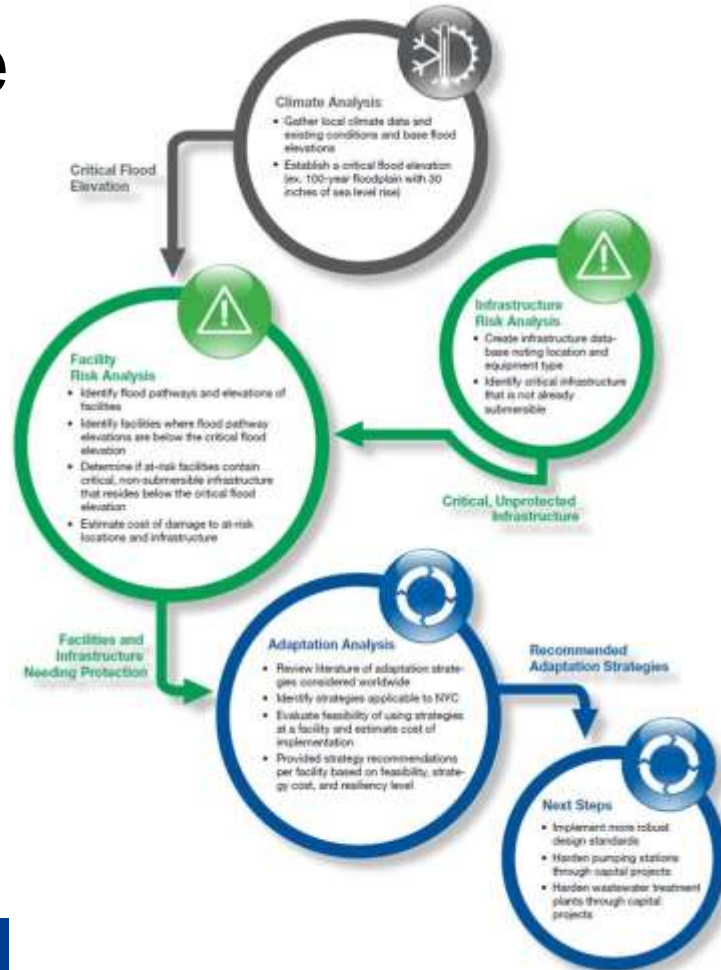 e
Climate Analysis
• Gather local climate data and
existing conditions and base flood
elevations
• Establish a critical flood elevation
(ex. 100-year floodplain with 30
inches of sea level rise)
Critical Flood
Elevation
Infrastructure
Risk Analysis
• Create infrastructure data-
base noting location and
equipment type
• Identify critical infrastructure
that is not already
submersible
Facility
Risk Analysis
• Identify flood pathways and elevations of
facilities
• Identify facilities where flood pathway
elevations are below the critical flood
elevation
• Determine if at-risk facilities contain
critical, non-submersible infrastructure
that resides below the critical flood
elevation
• Estimate cost of damage to at-risk
locations and infrastructure
Critical, Unprotected
Infrastructure
Facilities and
Infrastructure
Needing Protection
Adaptation Analysis
• Review literature of adaptation strate-
gies considered worldwide
• Identify strategies applicable to NYC
• Evaluate feasibility of using strategies
at a facility and estimate cost of
implementation
• Provided strategy recommendations
per facility based on feasibility, strate-
gy cost, and resiliency level
Recommended
Adaptation Strategies
Next Steps
• Implement more robust
design standards
• Harden pumping stations
through capital projects
• Harden wastewater treatment
plants through capital
projects